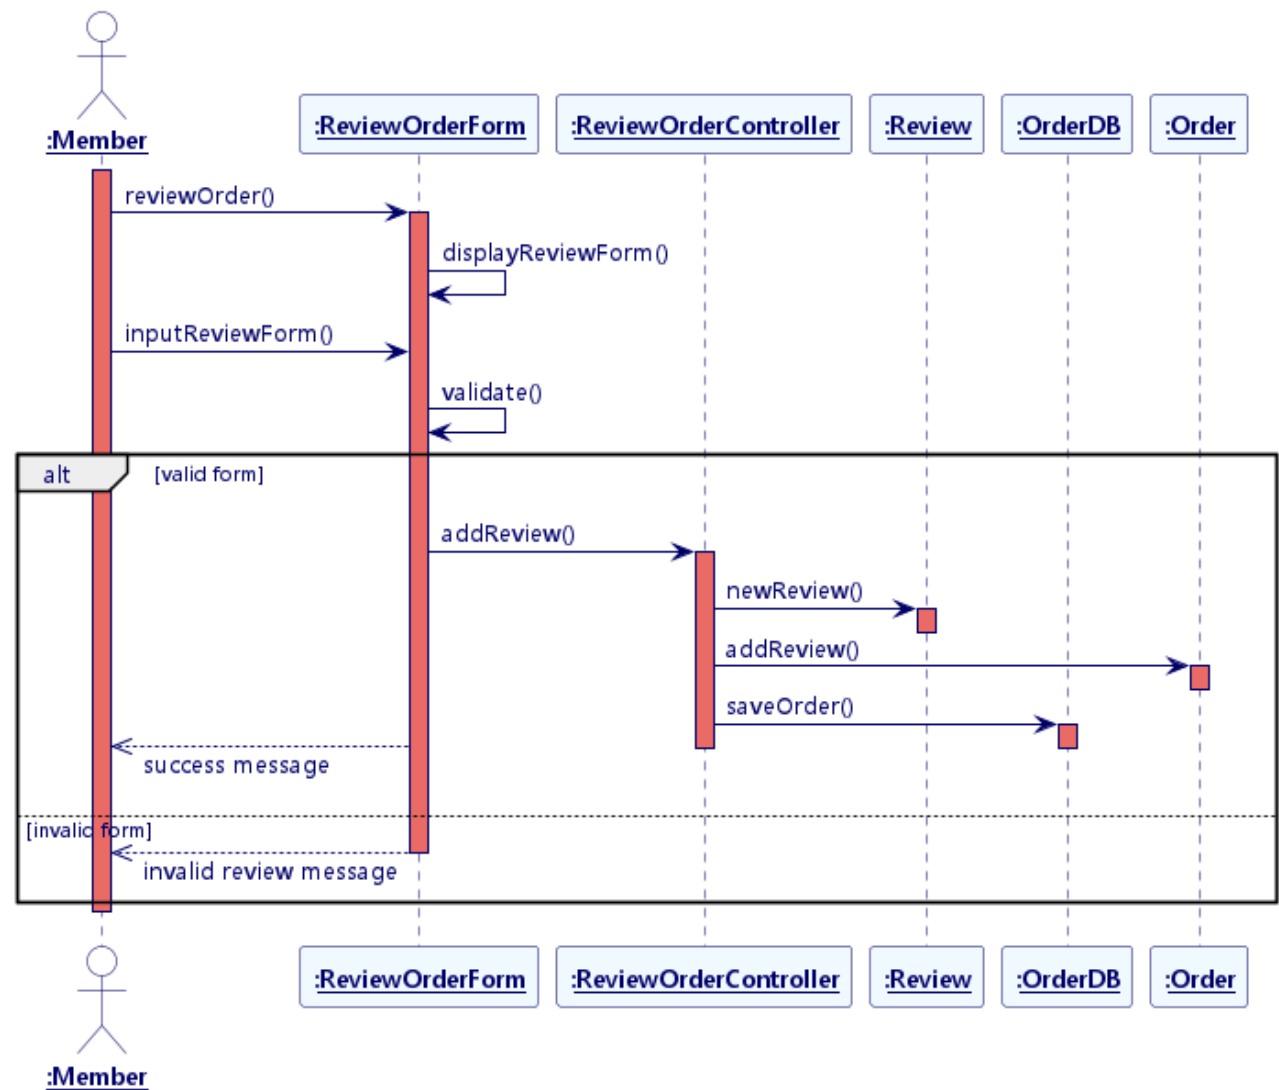 :Member
:ReviewOrderForm
:ReviewOrderController
:Review
:OrderDB
:Order
reviewOrder()
displayReviewForm()
inputReviewForm()
validate()
alt
[valid form]
addReview()
newReview()
addReview()
saveOrder()
success message
[invalid form]
invalid review message
:ReviewOrderForm
:ReviewOrderController
:Review
:OrderDB
:Order
:Member